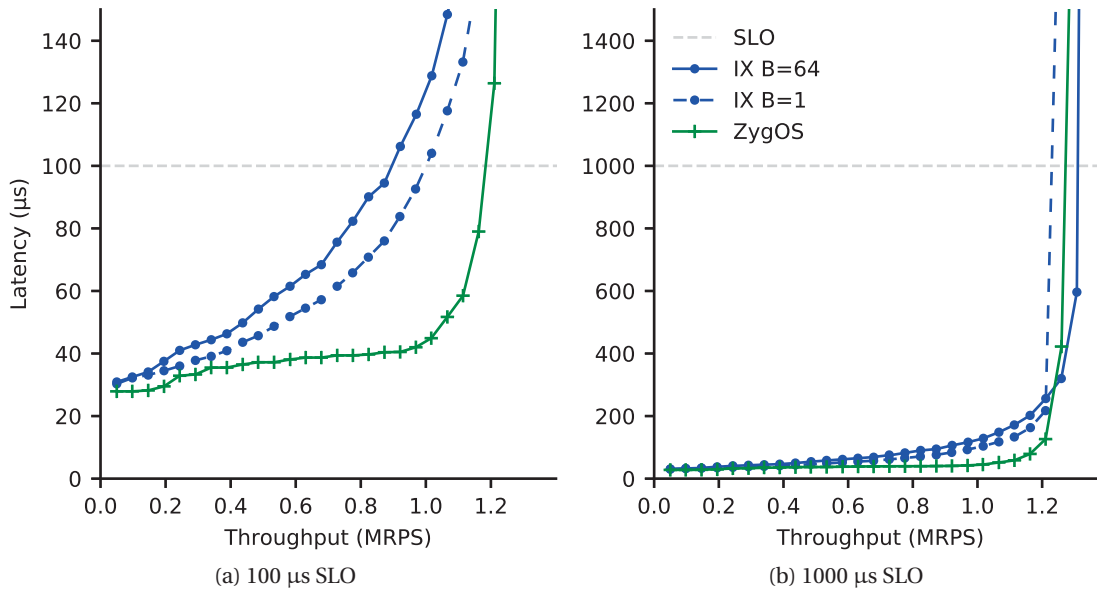 140
120
100
80
60
40
20
0
Latency (μs)
0.0 0.2 0.4 0.6 0.8 1.0 1.2
Throughput (MRPS)
(a) 100 μs SLO
1400
1200
1000
800
600
400
200
0
SLO
IX B=64
IX B=1
ZygOS
0.0 0.2 0.4 0.6 0.8 1.0 1.2
Throughput (MRPS)
(b) 1000 μs SLO